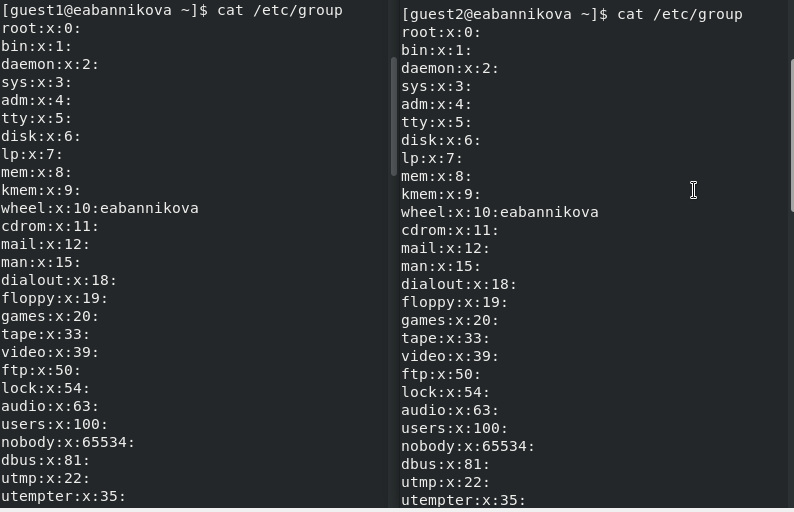 [guest1@eabannikova ~]$ cat /etc/group
root:x:0:
bin:x:1:
daemon:x:2:
sys:x:3:
adm:x:4:
tty:x:5:
disk:x:6:
lp:x:7:
mem:x:8:
kmem:x:9:
wheel:x:10:eabannikova
cdrom:x:11:
mail:x:12:
man:x:15:
dialout:x:18:
floppy:x:19:
games:x:20:
tape:x:33:
video:x:39:
ftp:x:50:
lock:x:54:
audio:x:63:
users:x:100:
nobody:x:65534:
dbus:x:81:
utmp:x:22:
utempter:x:35:
[guest2@eabannikova ~]$ cat /etc/group
root:x:0:
bin:x:1:
daemon:x:2:
sys:x:3:
adm:x:4:
tty:x:5:
disk:x:6:
lp:x:7:
mem:x:8:
kmem:x:9:
wheel:x:10:eabannikova
cdrom:x:11:
mail:x:12:
man:x:15:
dialout:x:18:
floppy:x:19:
games:x:20:
tape:x:33:
video:x:39:
ftp:x:50:
lock:x:54:
audio:x:63:
users:x:100:
nobody:x:65534:
dbus:x:81:
utmp:x:22:
utempter:x:35: